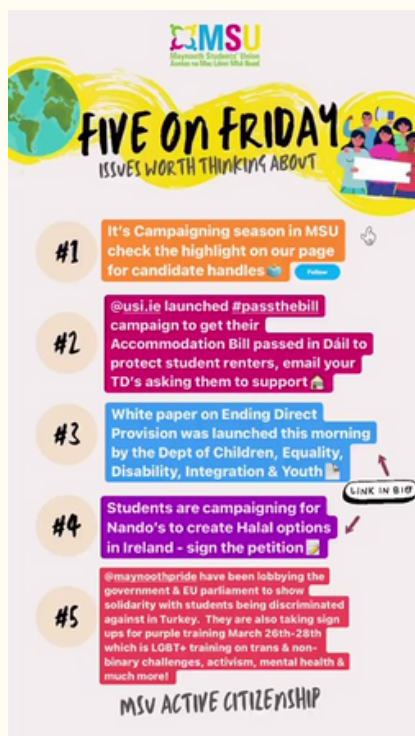 MSU
Maynooth Students' Union
Aontas na Mac Léinn Mhá Nuad
FIVE ON FRIDAY
ISSUES WORTH THINKING ABOUT
#1
It's Campaigning season in MSU
check the highlight on our page
for candidate handles🗳️
Follow
#2
@usi.ie launched #passthebill
campaign to get their
Accommodation Bill passed in Dáil to
protect student renters, email your
TD's asking them to support🏠
#3
White paper on Ending Direct
Provision was launched this morning
by the Dept of Children, Equality,
Disability, Integration & Youth📄
LINK IN BIO
#4
Students are campaigning for
Nando's to create Halal options
in Ireland - sign the petition📝
#5
@maynoothpride have been lobbying the
government & EU parliament to show
solidarity with students being discriminated
against in Turkey. They are also taking sign
ups for purple training March 26th-28th
which is LGBT+ training on trans & non-
binary challenges, activism, mental health &
much more!
MSU ACTIVE CITIZENSHIP